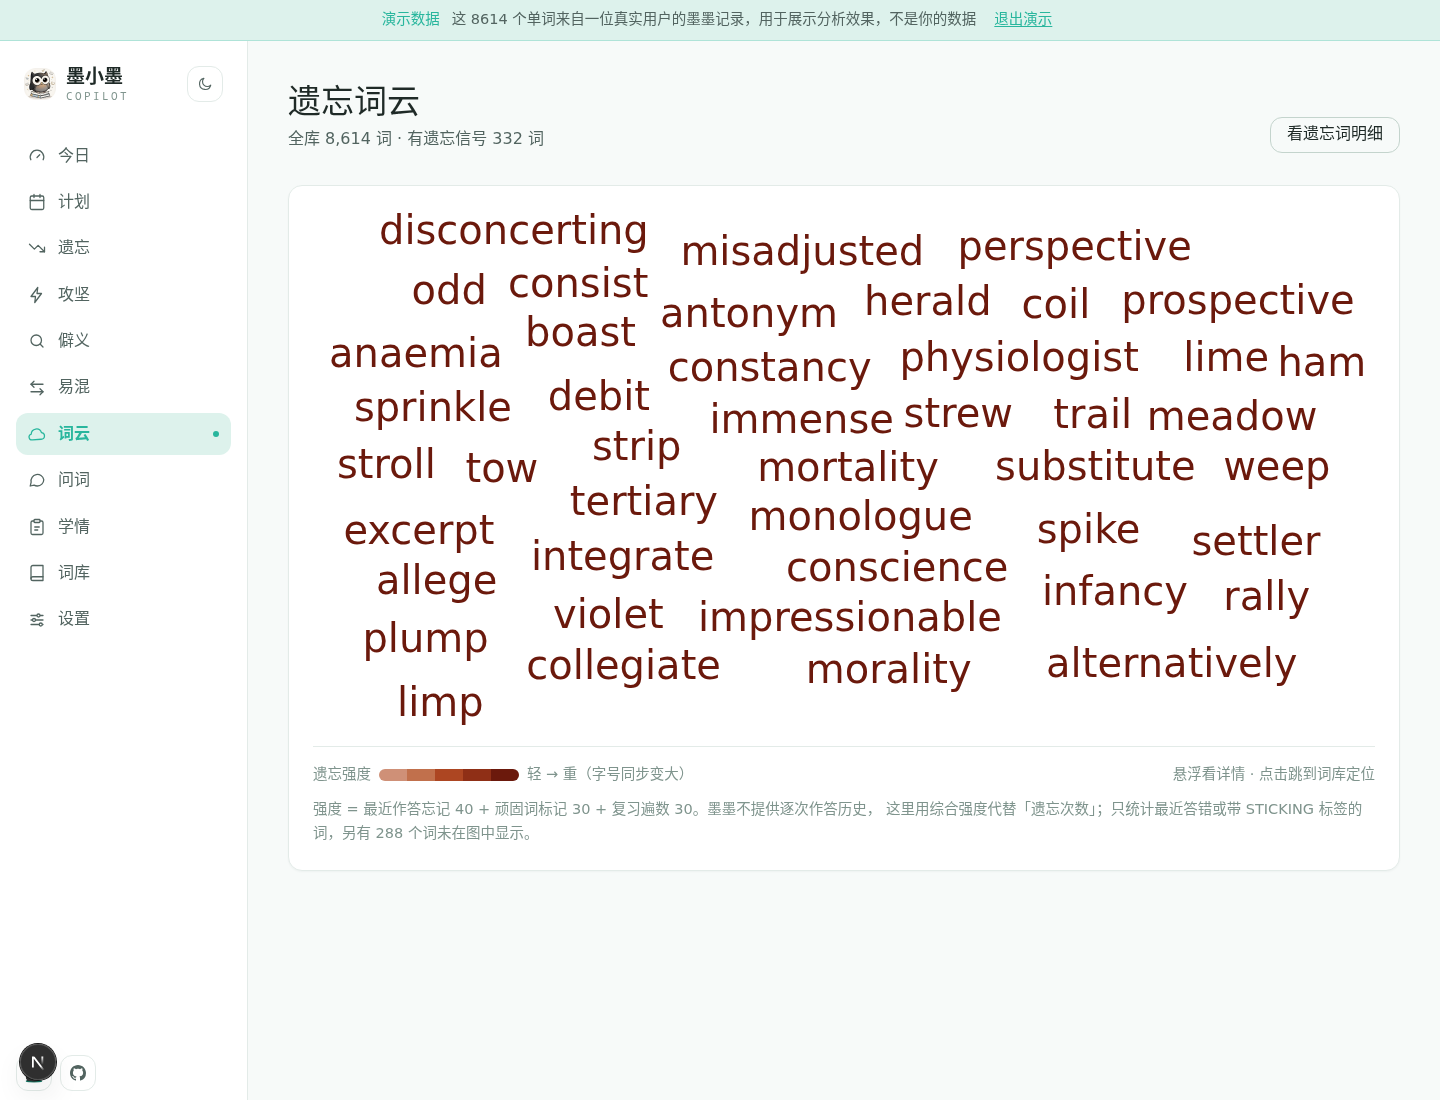 演示数据 这 8614 个单词来自一位真实用户的墨墨记录，用于展示分析效果，不是你的数据 退出演示
墨小墨
COPILOT
今日
计划
遗忘
攻坚
僻义
易混
词云
问词
学情
词库
设置
N
遗忘词云
全库 8,614 词 · 有遗忘信号 332 词
看遗忘词明细
disconcerting misadjusted perspective
odd consist antonym herald coil prospective
anaemia boast constancy physiologist lime ham
sprinkle debit immense strew trail meadow
stroll tow strip mortality substitute weep
excerpt tertiary monologue spike settler
allege integrate conscience infancy rally
plump violet impressionable
collegiate morality alternatively
limp
遗忘强度 轻 → 重（字号同步变大） 悬浮看详情 · 点击跳到词库定位
强度 = 最近作答忘记 40 + 顽固词标记 30 + 复习遍数 30。墨墨不提供逐次作答历史， 这里用综合强度代替「遗忘次数」；只统计最近答错或带 STICKING 标签的
词，另有 288 个词未在图中显示。